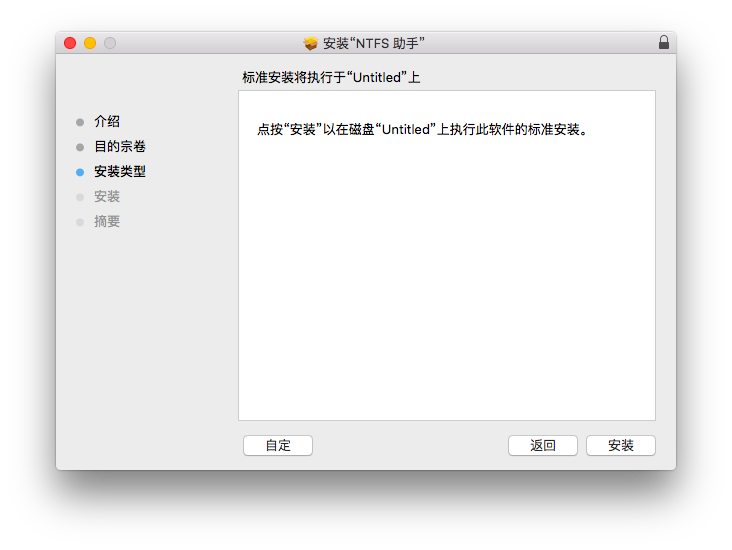 安装“NTFS 助手”
标准安装将执行于“Untitled”上
介绍
目的宗卷
安装类型
安装
摘要
点按“安装”以在磁盘“Untitled”上执行此软件的标准安装。
自定
返回
安装